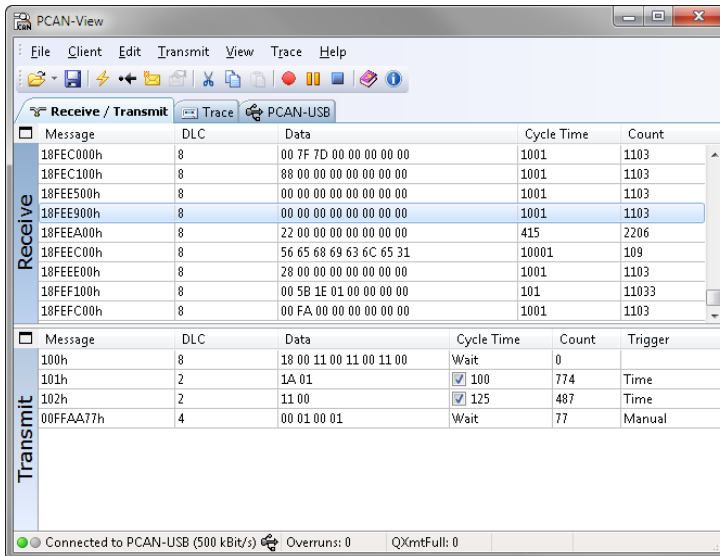 PCAN-View
File Client Edit Transmit View Trace Help
Receive / Transmit Trace PCAN-USB
Message DLC Data Cycle Time Count
18FEC000h 8 00 7F 7D 00 00 00 00 00 1001 1103
18FEC100h 8 88 00 00 00 00 00 00 00 1001 1103
18FEE500h 8 00 00 00 00 00 00 00 00 1001 1103
18FEE900h 8 00 00 00 00 00 00 00 00 1001 1103
18FEEA00h 8 22 00 00 00 00 00 00 00 415 2206
18FEEC00h 8 56 65 68 69 63 6C 65 31 10001 109
18FEEE00h 8 28 00 00 00 00 00 00 00 1001 1103
18FEF100h 8 00 5B 1E 01 00 00 00 00 101 11033
18FEFC00h 8 00 FA 00 00 00 00 00 00 1001 1103
Receive
Message DLC Data Cycle Time Count Trigger
100h 8 18 00 11 00 11 00 11 00 Wait 0
101h 2 1A 01 100 774 Time
102h 2 11 00 125 487 Time
00FFAA77h 4 00 01 00 01 Wait 77 Manual
Transmit
Connected to PCAN-USB (500 kBit/s) Overruns: 0 QXmtFull: 0